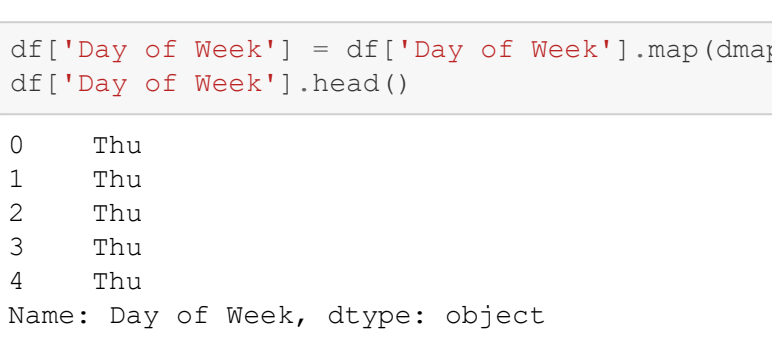 df['Day of Week'] = df['Day of Week'].map(dmap
df['Day of Week'].head()
0     Thu
1     Thu
2     Thu
3     Thu
4     Thu
Name: Day of Week, dtype: object